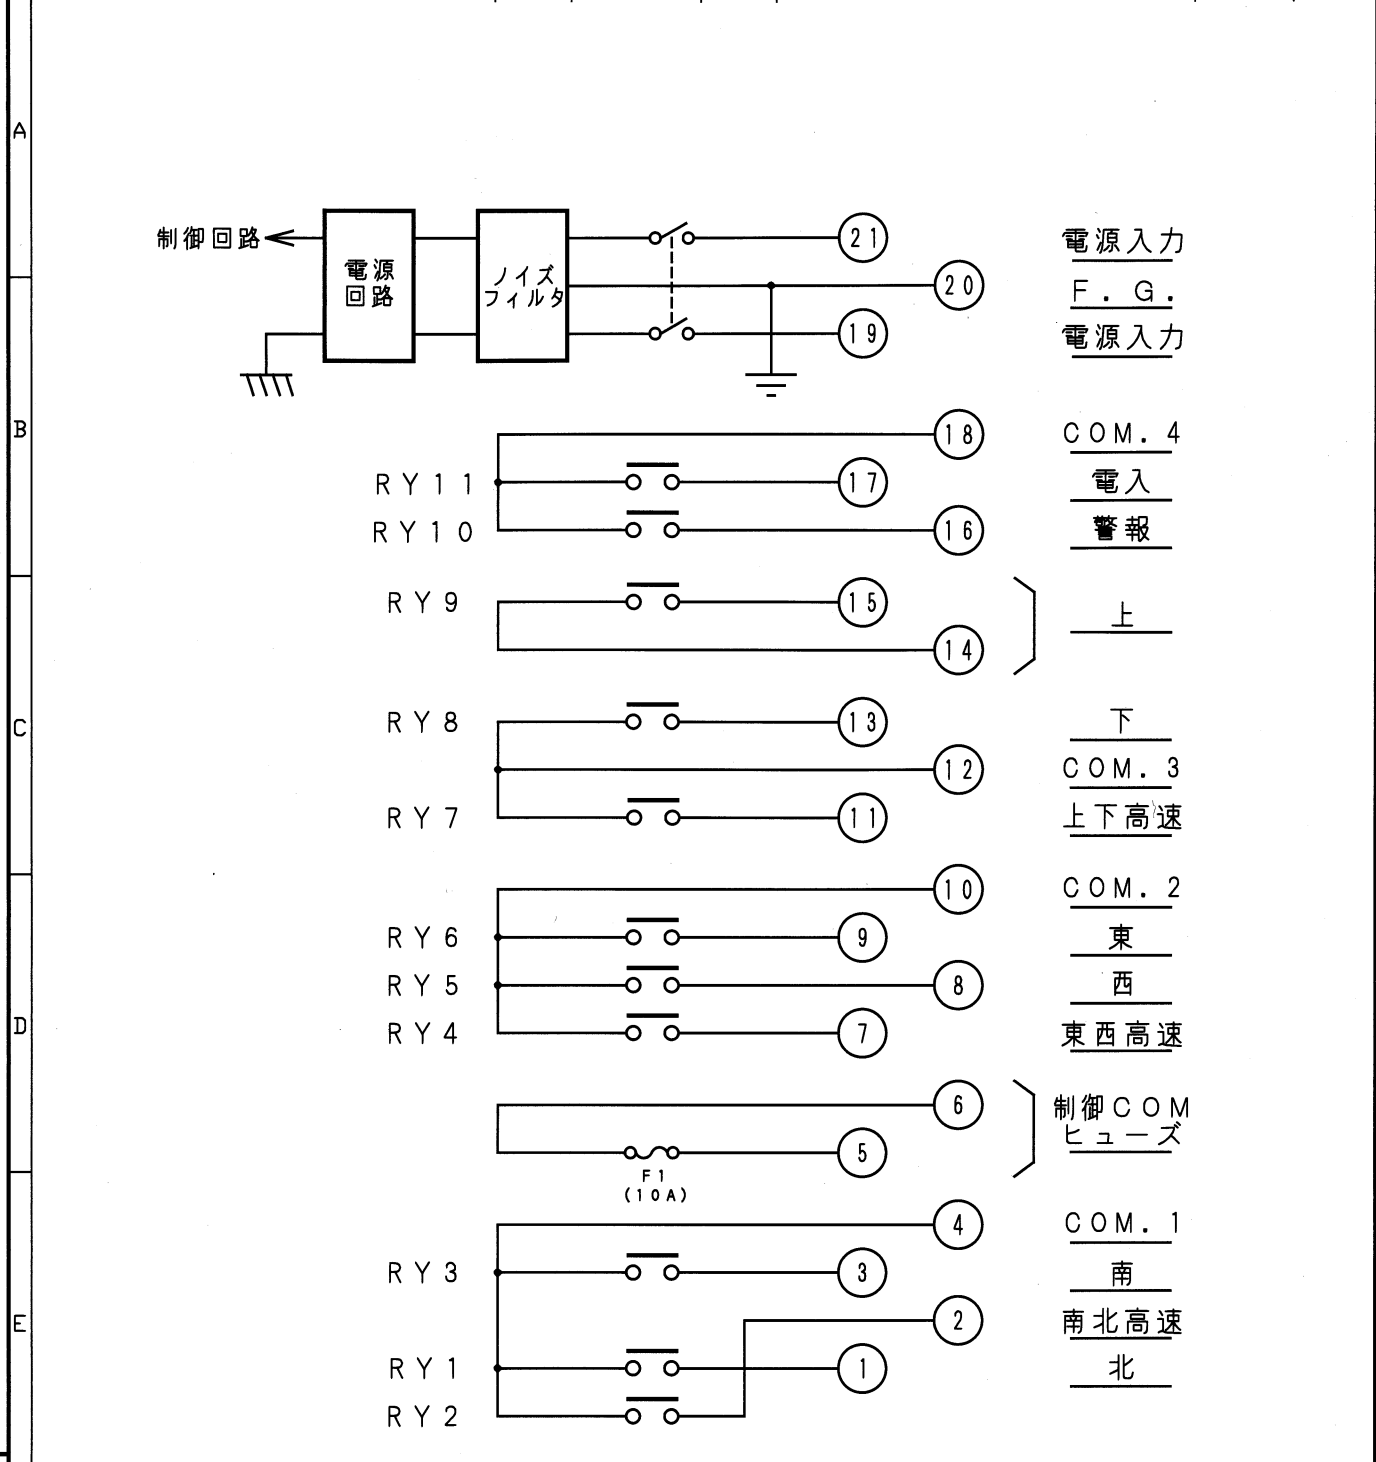 A
制御回路
電源
回路
ノイズ
フィルタ
21
電源入力
20
F.G.
19
電源入力
B
18
COM.4
RY11
17
電入
RY10
16
警報
RY9
15
上
14
C
RY8
13
下
12
COM.3
RY7
11
上下高速
10
COM.2
RY6
9
東
RY5
8
西
D
RY4
7
東西高速
6
制御COM
ヒューズ
5
F1
(10A)
4
COM.1
RY3
3
南
E
2
南北高速
RY1
1
北
RY2